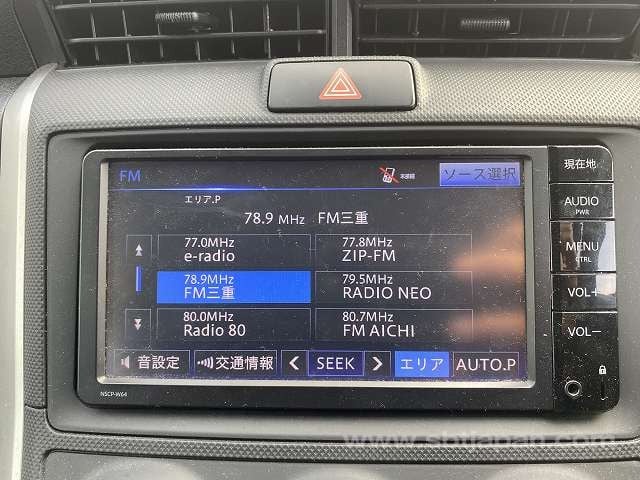 FM
未接続
ソース選択
エリア.P
78.9 MHz FM三重
77.0MHz
e-radio
77.8MHz
ZIP-FM
78.9MHz
FM三重
79.5MHz
RADIO NEO
80.0MHz
Radio 80
80.7MHz
FM AICHI
音設定
交通情報
< SEEK >
エリア
AUTO.P
現在地
AUDIO
PWR
MENU
CTRL
VOL+
VOL−
NSCP-W64
www.sbtjapan.com